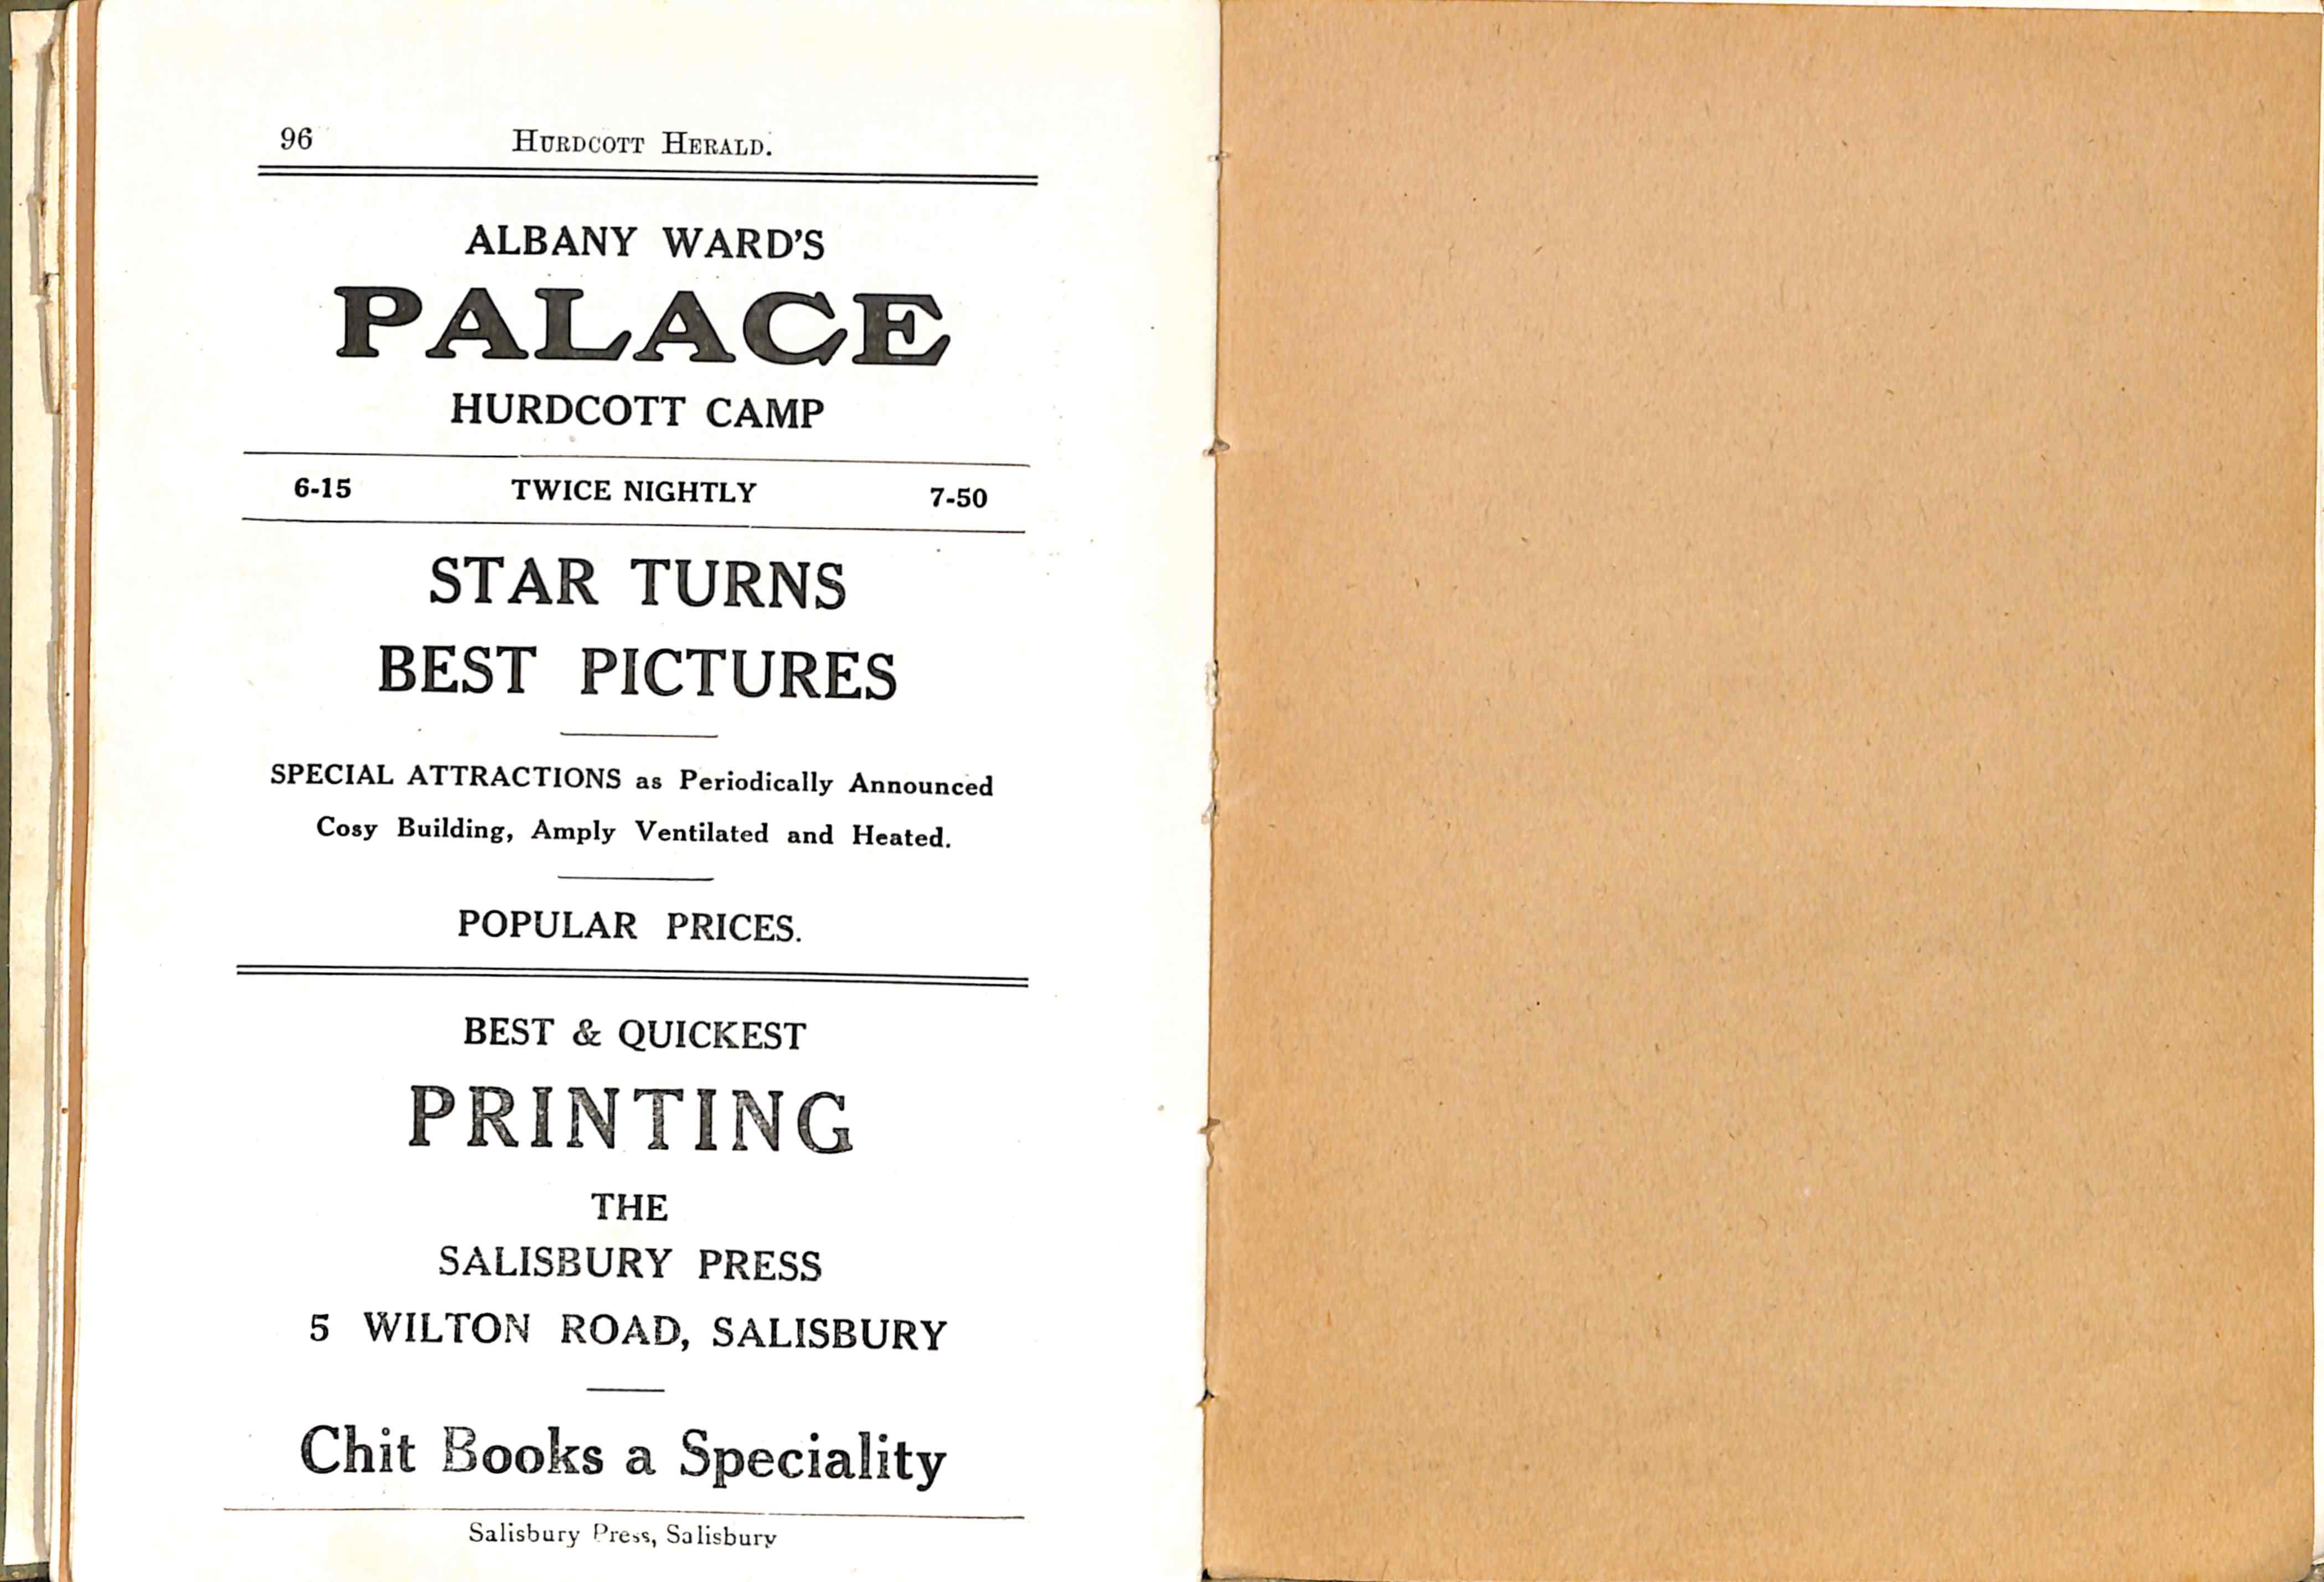 96 HURDCOTT HERALD.
ALBANY WARD'S
PALACE
HURDCOTT CAMP
6-15 TWICE NIGHTLY 7-50
STAR TURNS
BEST PICTURES
SPECIAL ATTRACTIONS as Periodically Announced
Cosy Building, Amply Ventilated and Heated.
POPULAR PRICES.
BEST & QUICKEST
PRINTING
THE
SALISBURY PRESS
5 WILTON ROAD, SALISBURY
Chit Books a Speciality
Salisbury Press, Salisbury